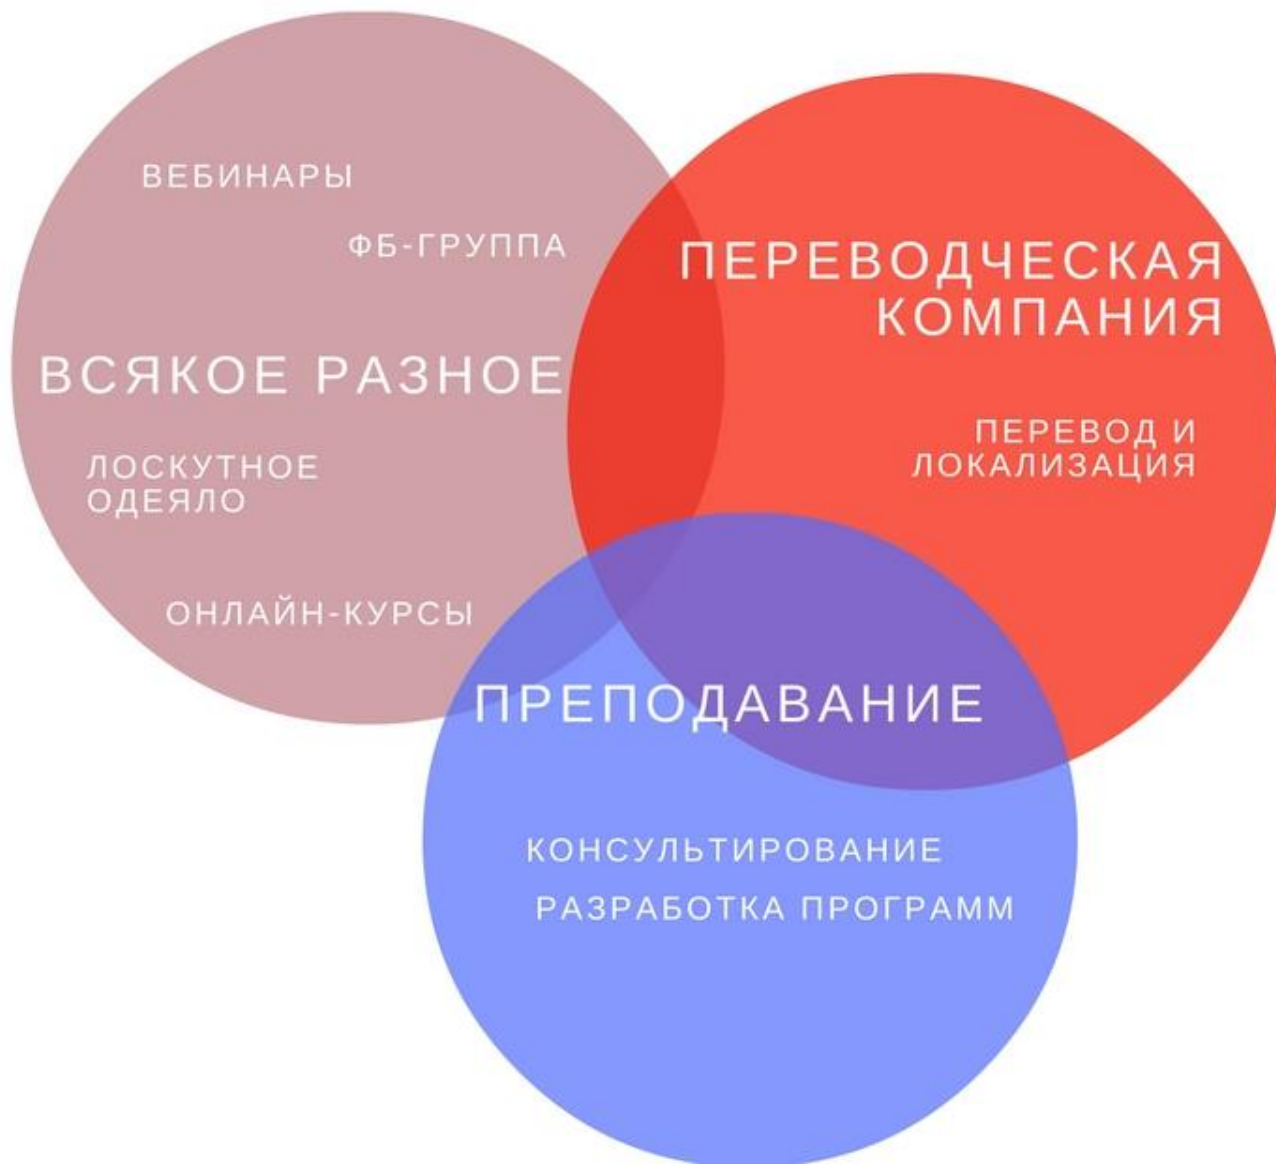 ВЕБИНАРЫ
ФБ-ГРУППА
ВСЯКОЕ РАЗНОЕ
ЛОСКУТНОЕ
ОДЕЯЛО
ОНЛАЙН-КУРСЫ
ПЕРЕВОДЧЕСКАЯ
КОМПАНИЯ
ПЕРЕВОД И
ЛОКАЛИЗАЦИЯ
ПРЕПОДАВАНИЕ
КОНСУЛЬТИРОВАНИЕ
РАЗРАБОТКА ПРОГРАММ